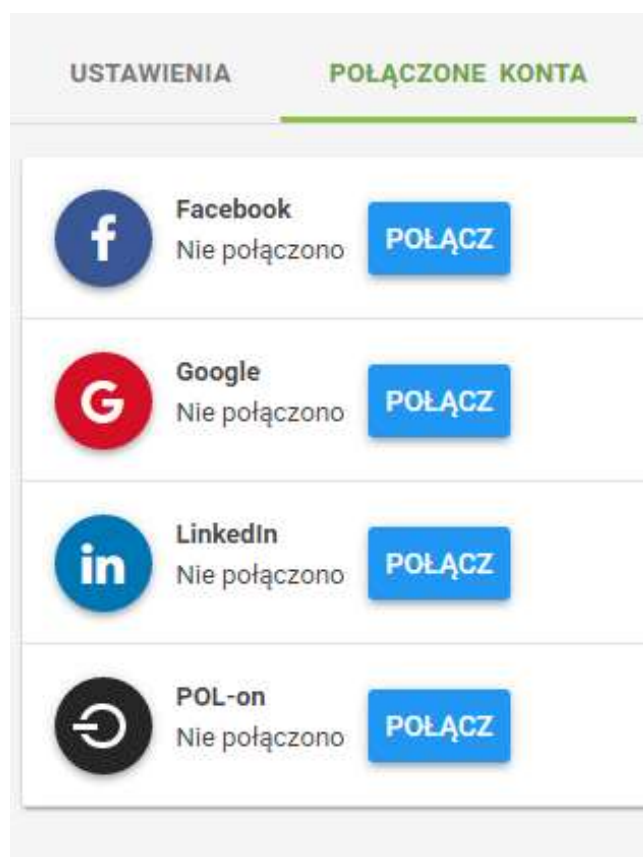 USTAWIENIA POŁĄCZONE KONTA
Facebook
Nie połączono
POŁĄCZ
Google
Nie połączono
POŁĄCZ
LinkedIn
Nie połączono
POŁĄCZ
POL-on
Nie połączono
POŁĄCZ